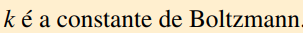 k é a constante de Boltzmann.